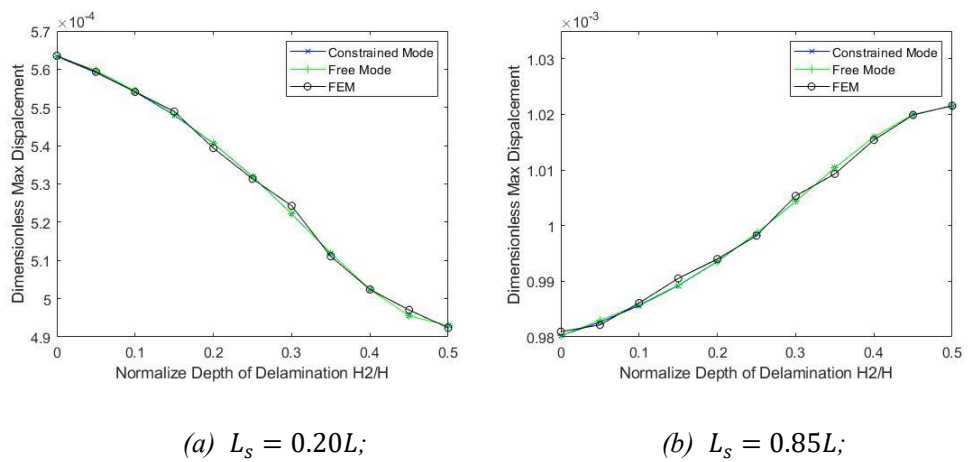 ×10⁻⁴
5.7
5.6
5.5
5.4
5.3
5.2
5.1
5
4.9
0
0.1
0.2
0.3
0.4
0.5
Dimensionless Max Dispalcement
Normalize Depth of Delamination H2/H
Constrained Mode
Free Mode
FEM
(a) Lₛ = 0.20L;
×10⁻³
1.03
1.02
1.01
1
0.99
0.98
0
0.1
0.2
0.3
0.4
0.5
Dimensionless Max Dispalcement
Normalize Depth of Delamination H2/H
Constrained Mode
Free Mode
FEM
(b) Lₛ = 0.85L;